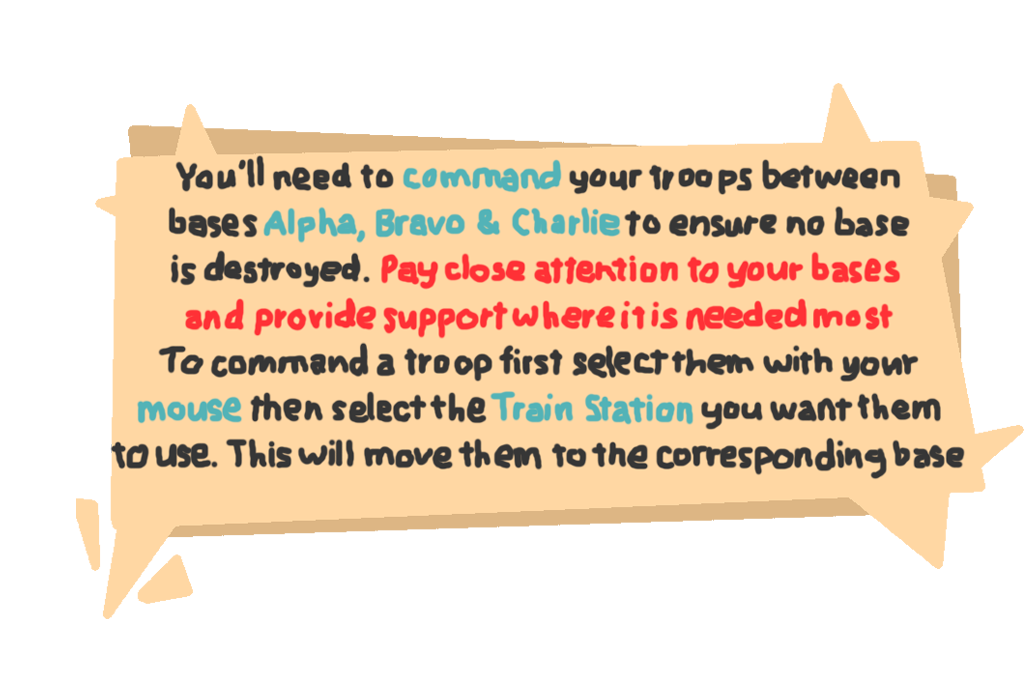 You'll need to command your troops between
bases Alpha, Bravo & Charlie to ensure no base
is destroyed. Pay close attention to your bases
and provide support where it is needed most
To command a troop first select them with your
mouse then select the Train Station you want them
to use. This will move them to the corresponding base